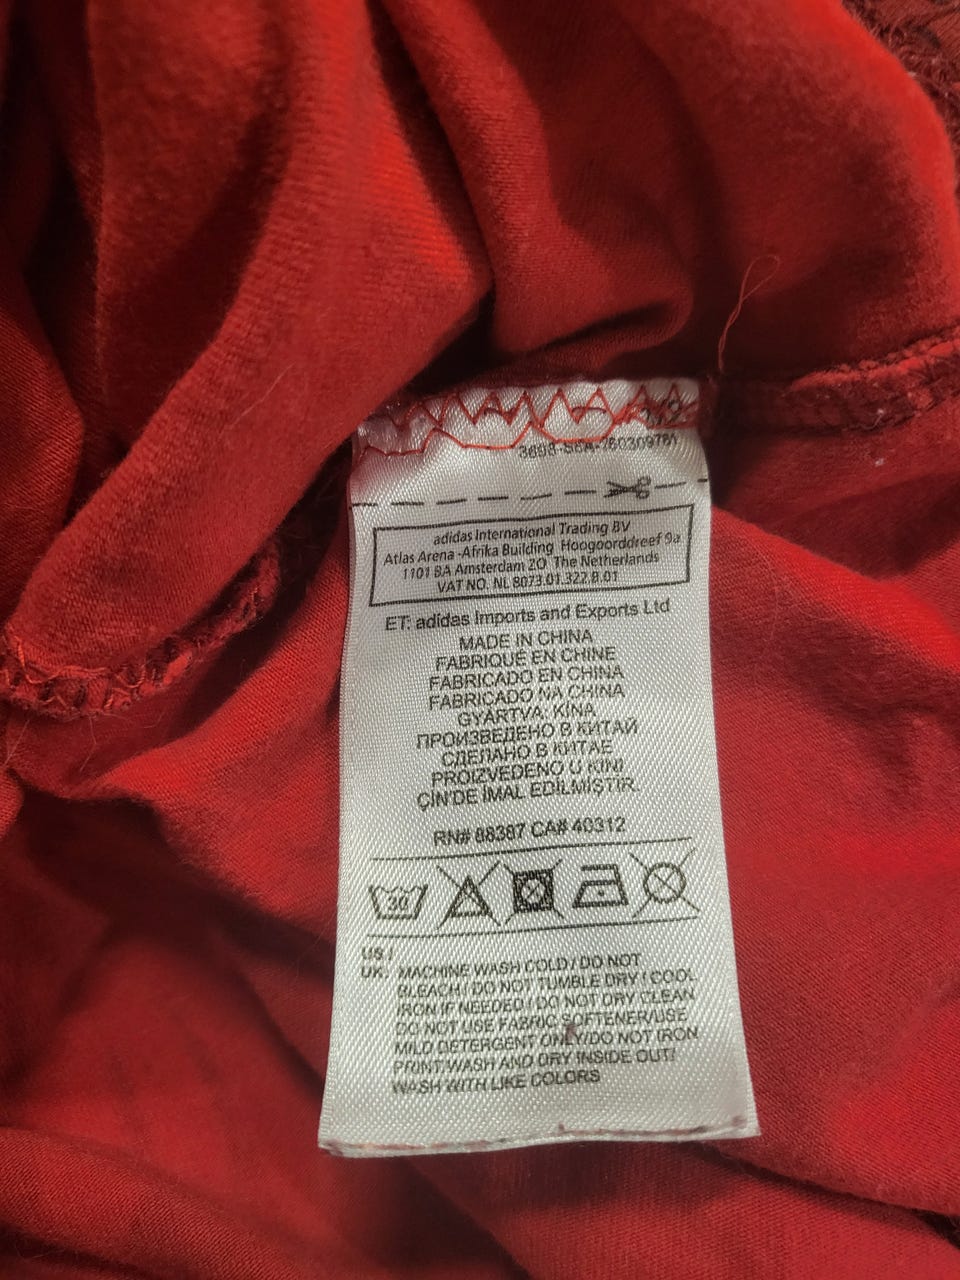 adidas International Trading BV
Atlas Arena -Afrika Building Hoogoorddreef 9a
1101 BA Amsterdam ZO The Netherlands
VAT NO. NL 8073.01.322.B.01
ET: adidas Imports and Exports Ltd
MADE IN CHINA
FABRIQUÉ EN CHINE
FABRICADO EN CHINA
FABRICADO NA CHINA
GYÁRTVA: KÍNA
ПРОИЗВЕДЕНО В КИТАЙ
СДЕЛАНО В КИТАЕ
PROIZVEDENO U KINI
ÇİN'DE İMAL EDİLMİŞTİR.
RN# 88387 CA# 40312
30
US /
UK: MACHINE WASH COLD / DO NOT
BLEACH / DO NOT TUMBLE DRY / COOL
IRON IF NEEDED / DO NOT DRY CLEAN
DO NOT USE FABRIC SOFTENER/USE
MILD DETERGENT ONLY/DO NOT IRON
PRINT WASH AND DRY INSIDE OUT/
WASH WITH LIKE COLORS